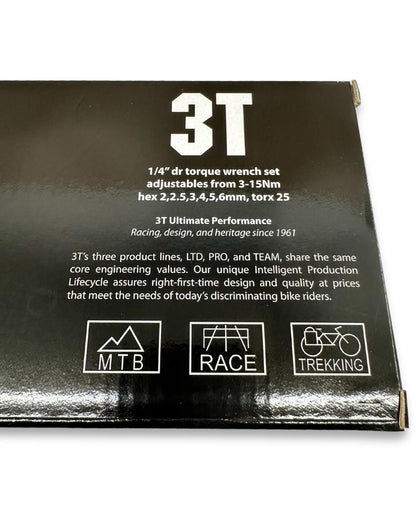 3T
1/4" dr torque wrench set
adjustables from 3-15Nm
hex 2,2.5,3,4,5,6mm, torx 25
3T Ultimate Performance
Racing, design, and heritage since 1961
3T's three product lines, LTD, PRO, and TEAM, share the same
core engineering values. Our unique Intelligent Production
Lifecycle assures right-first-time design and quality at prices
that meet the needs of today's discriminating bike riders.
MTB RACE TREKKING